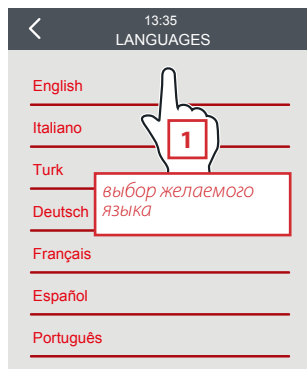 13:35
LANGUAGES
English
Italiano
1
Turk
выбор желаемого
языка
Deutsch
Français
Español
Português